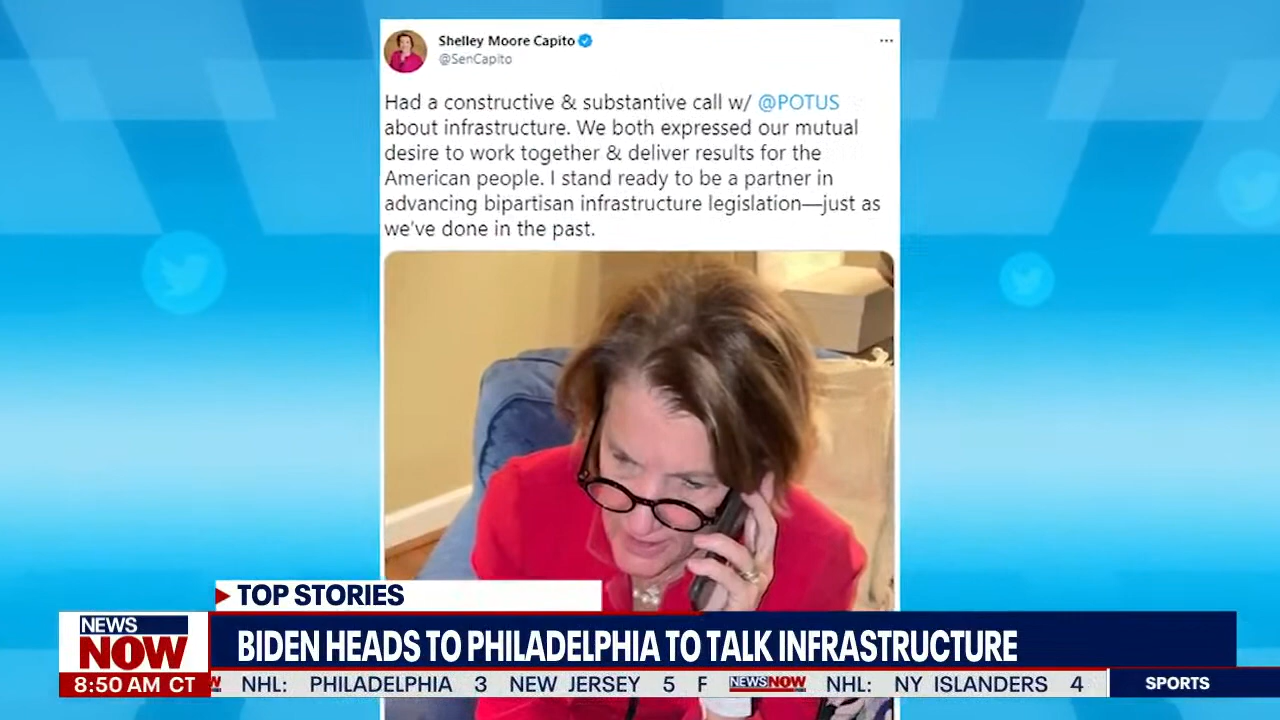 Shelley Moore Capito
@SenCapito
Had a constructive & substantive call w/ @POTUS
about infrastructure. We both expressed our mutual
desire to work together & deliver results for the
American people. I stand ready to be a partner in
advancing bipartisan infrastructure legislation—just as
we've done in the past.
TOP STORIES
NEWS
NOW
BIDEN HEADS TO PHILADELPHIA TO TALK INFRASTRUCTURE
8:50 AM CT
NHL: PHILADELPHIA 3 NEW JERSEY 5 F NEWSNOW NHL: NY ISLANDERS 4
SPORTS